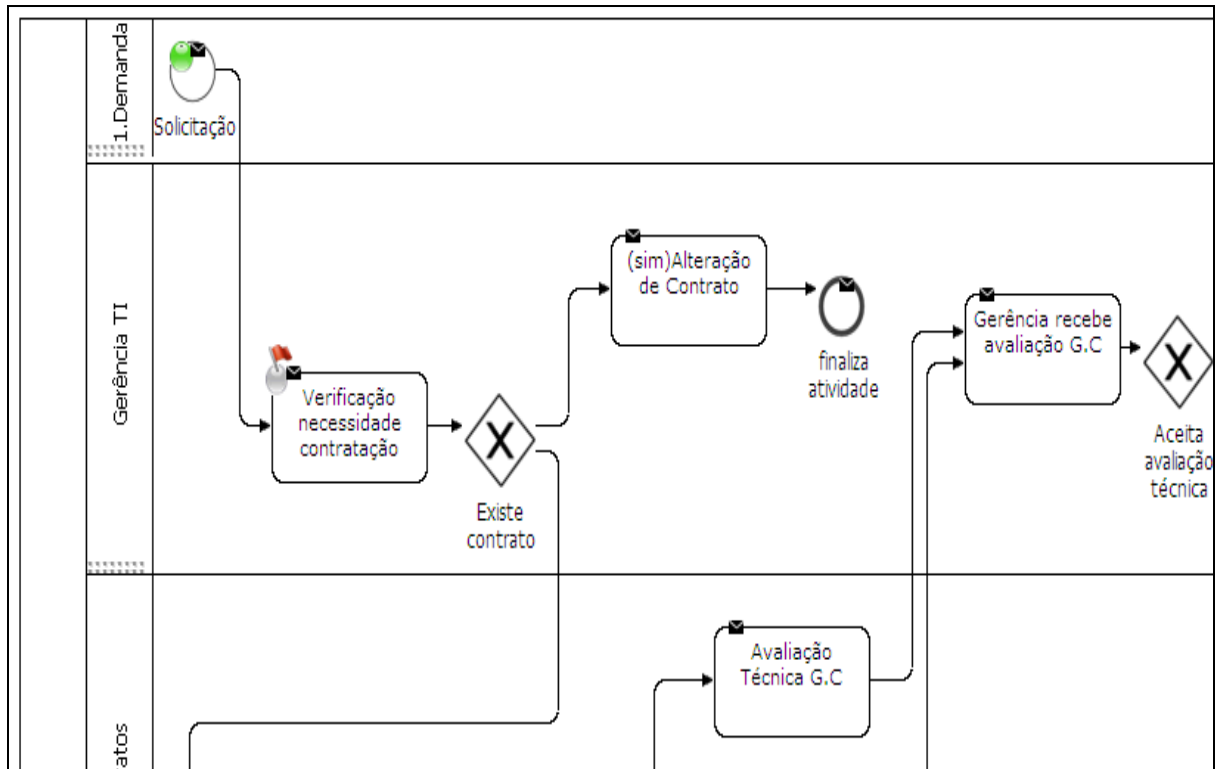 1.Demanda
Solicitação
Gerência TI
(sim)Alteração
de Contrato
finaliza
atividade
Gerência recebe
avaliação G.C
Aceita
avaliação
técnica
Verificação
necessidade
contratação
Existe
contrato
Avaliação
Técnica G.C
atos